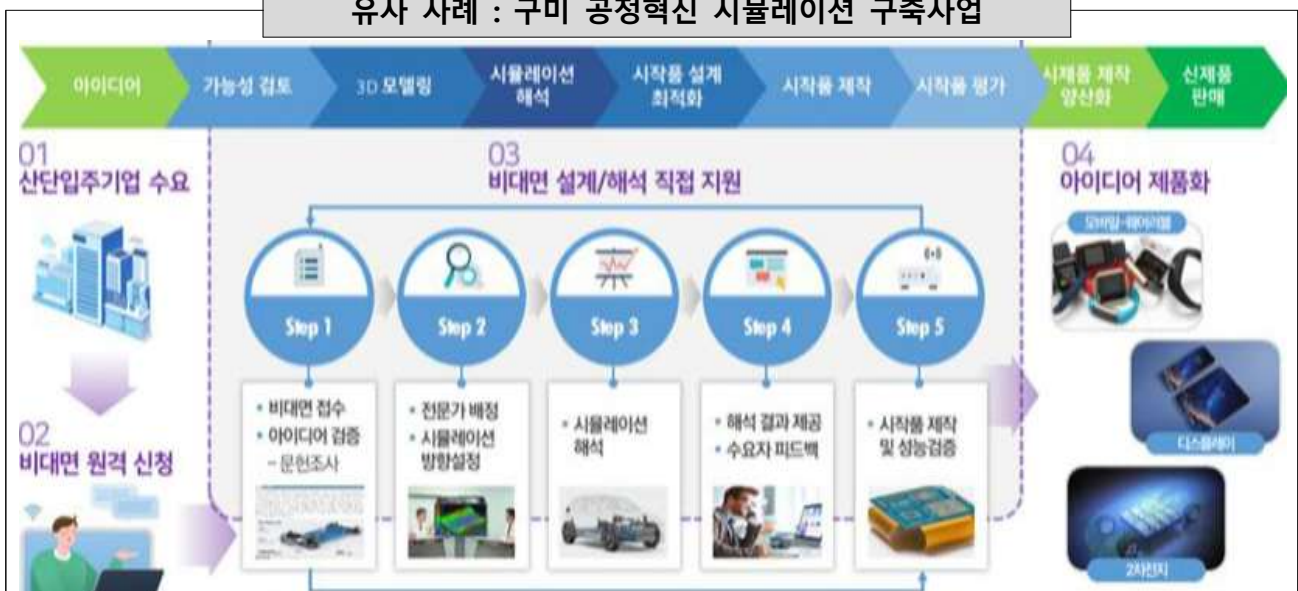 유사 사례 : 구미 공정혁신 시뮬레이션 구축사업
아이디어
가능성 검토
3D 모델링
시뮬레이션
해석
시작품 설계
최적화
시작품 제작
시작품 평가
시제품 제작
양산화
신제품
판매
01
산단입주기업 수요
02
비대면 원격 신청
03
비대면 설계/해석 직접 지원
Step 1
Step 2
Step 3
Step 4
Step 5
• 비대면 접수
• 아이디어 검증
- 문헌조사
• 전문가 배정
• 시뮬레이션
방향설정
• 시뮬레이션
해석
• 해석 결과 제공
• 수요자 피드백
• 시작품 제작
및 성능검증
04
아이디어 제품화
모바일·웨어러블
디스플레이
2차전지